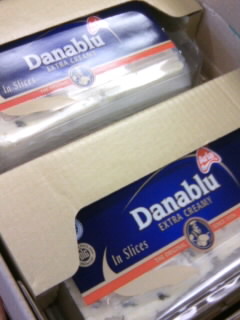 Danablu
EXTRA CREAMY
In Slices
Danablu
EXTRA CREAMY
In Slices